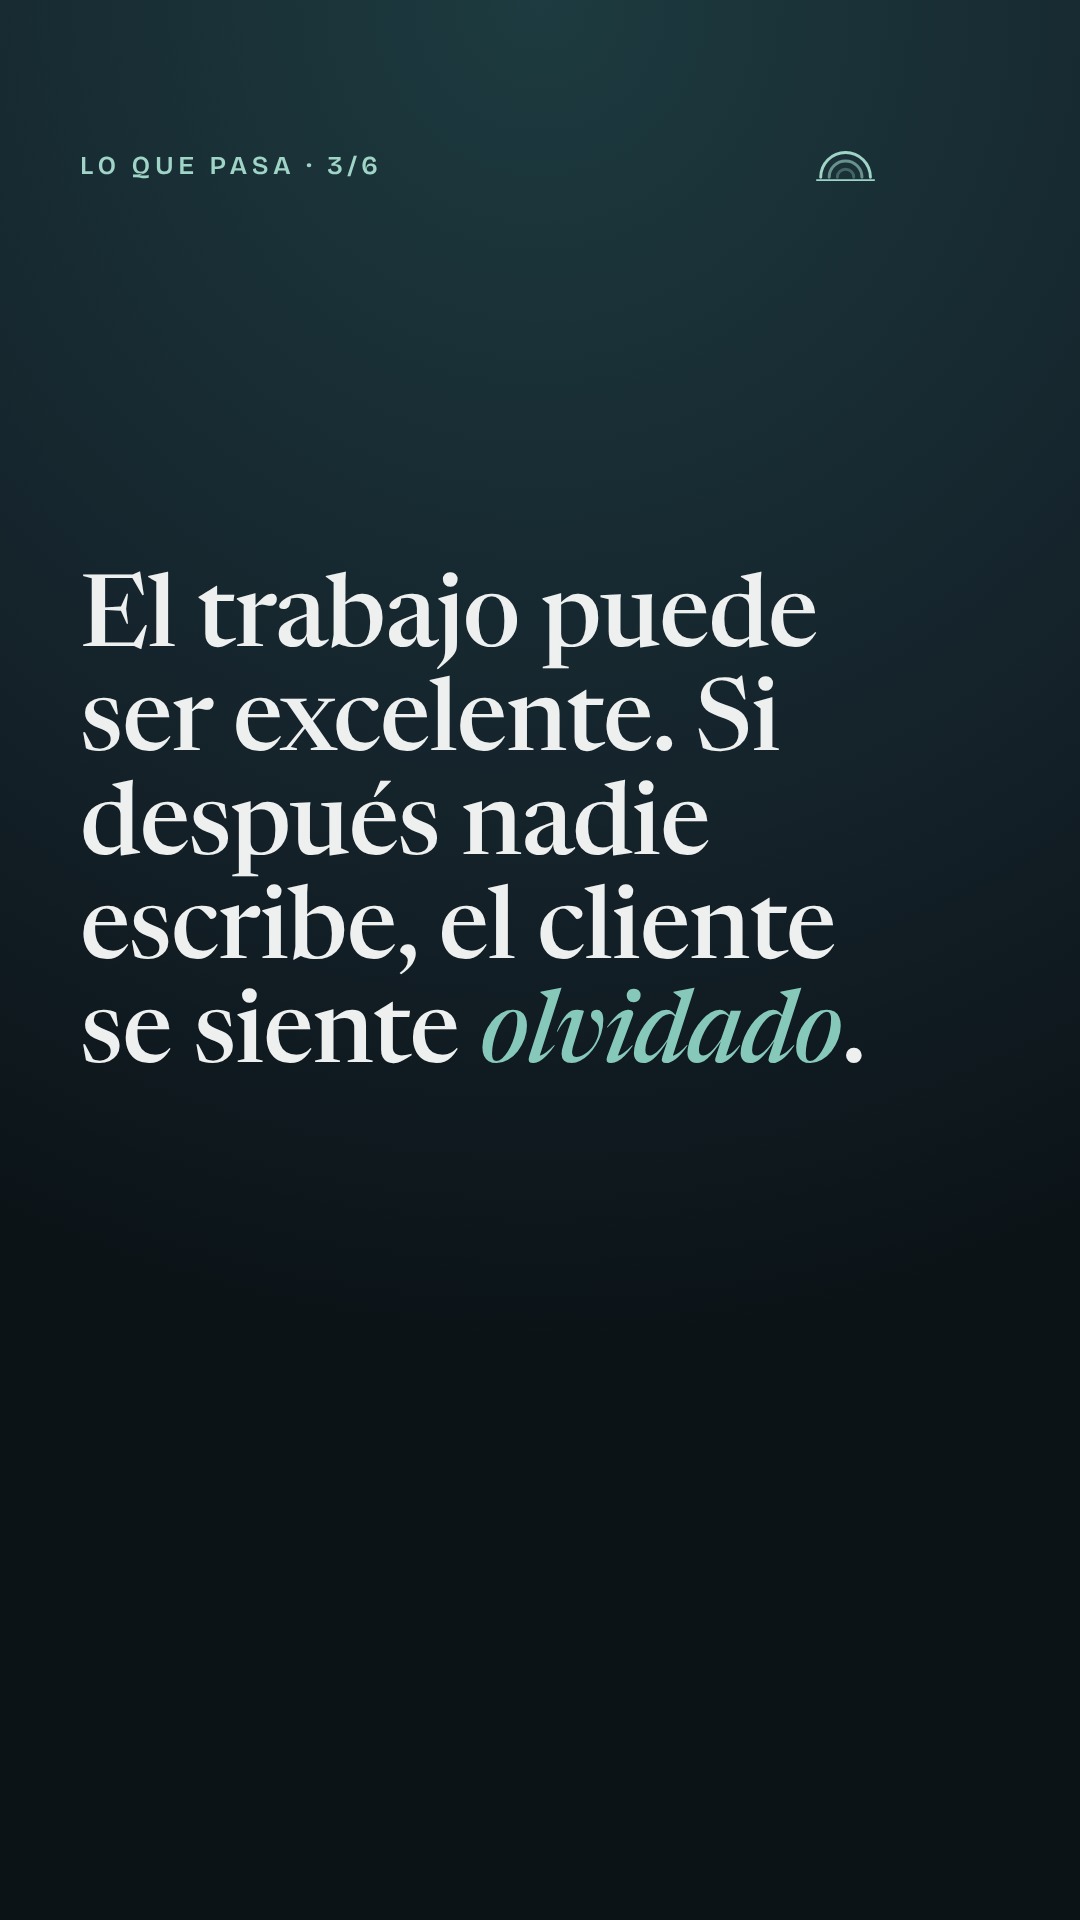 LO QUE PASA · 3/6
El trabajo puede
ser excelente. Si
después nadie
escribe, el cliente
se siente olvidado.